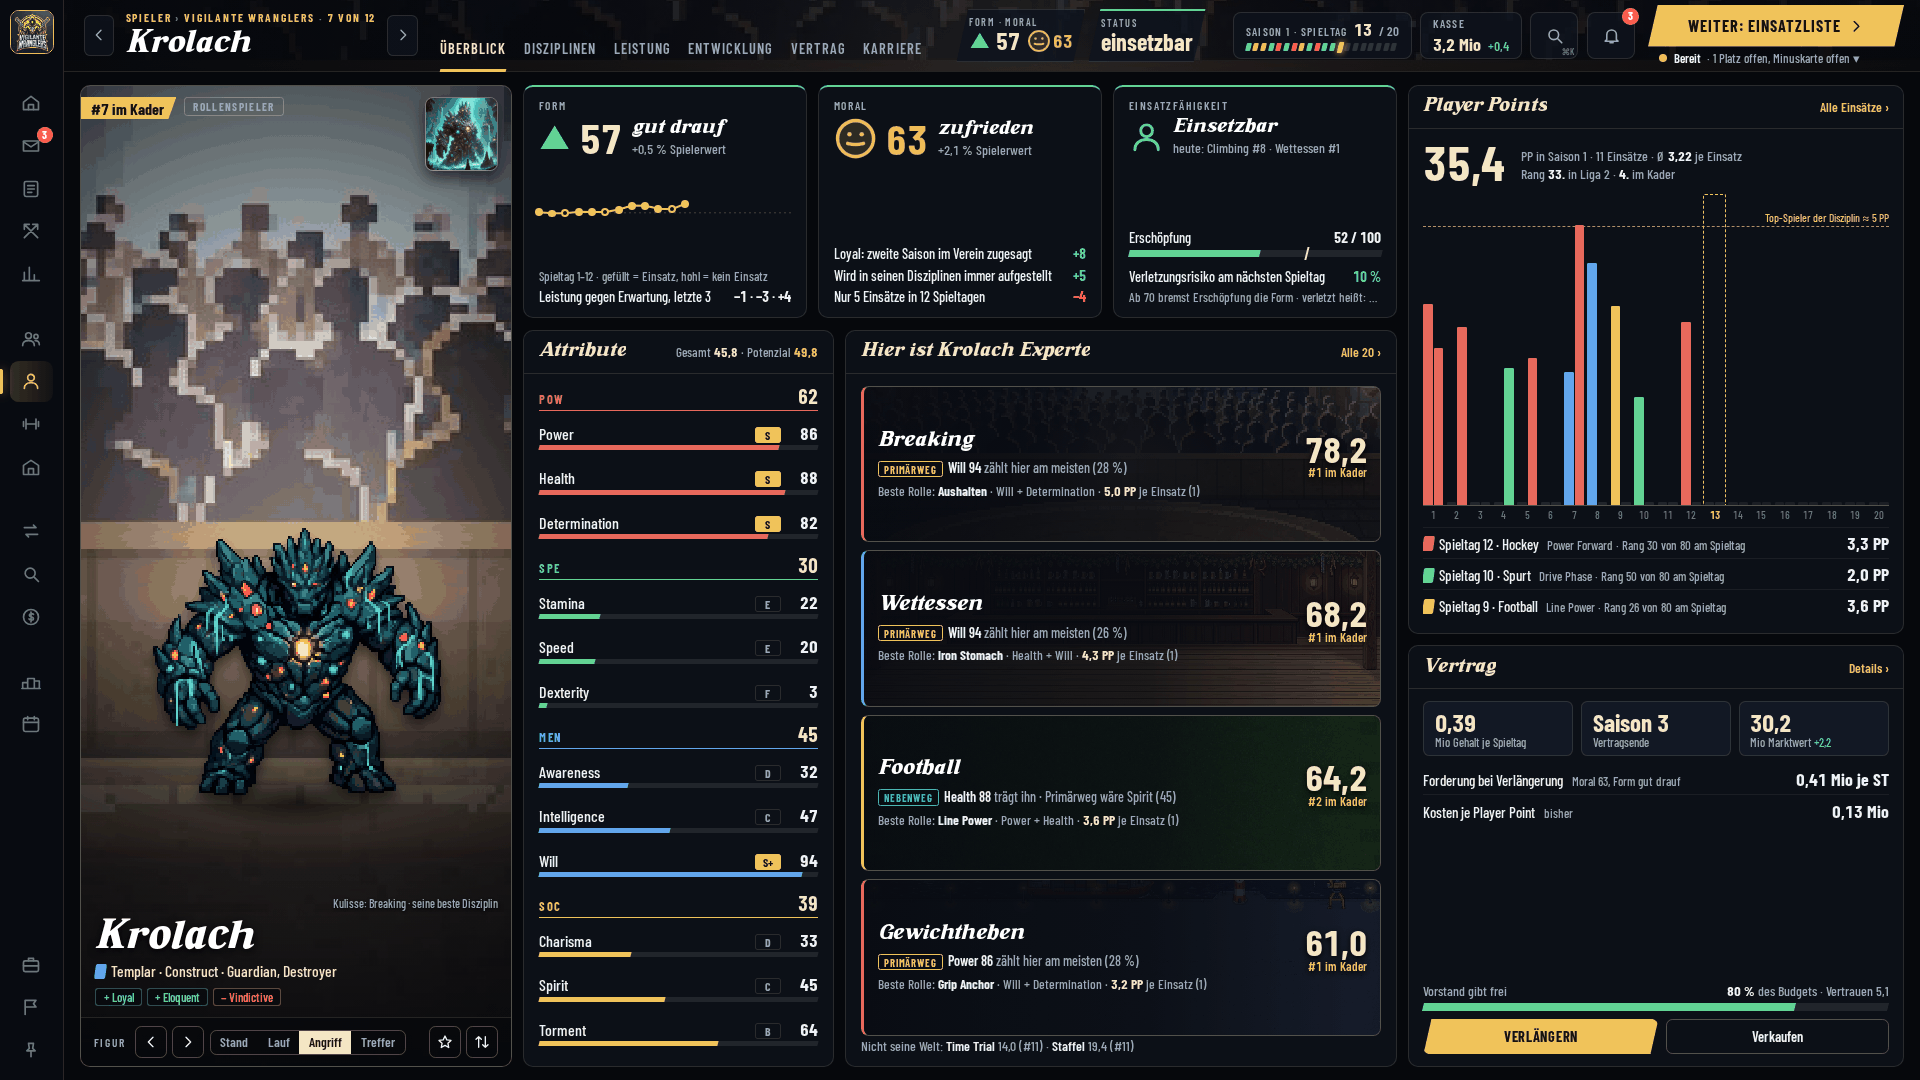 SPIELER › VIGILANTE WRANGLERS · 7 VON 12
Krolach
ÜBERBLICK
DISZIPLINEN
LEISTUNG
ENTWICKLUNG
VERTRAG
KARRIERE
FORM · MORAL
57
63
STATUS
einsetzbar
SAISON 1 · SPIELTAG 13 / 20
KASSE
3,2 Mio +0,4
⌘K
3
WEITER: EINSATZLISTE
Bereit · 1 Platz offen, Minuskarte offen ▾
3
#7 im Kader
ROLLENSPIELER
Kulisse: Breaking · seine beste Disziplin
Krolach
Templar · Construct · Guardian, Destroyer
+ Loyal
+ Eloquent
– Vindictive
FIGUR
Stand
Lauf
Angriff
Treffer
FORM
57 gut drauf
+0,5 % Spielerwert
Spieltag 1–12 · gefüllt = Einsatz, hohl = kein Einsatz
Leistung gegen Erwartung, letzte 3 −1 · −3 · +4
MORAL
63 zufrieden
+2,1 % Spielerwert
Loyal: zweite Saison im Verein zugesagt +8
Wird in seinen Disziplinen immer aufgestellt +5
Nur 5 Einsätze in 12 Spieltagen −4
EINSATZFÄHIGKEIT
Einsetzbar
heute: Climbing #8 · Wettessen #1
Erschöpfung 52 / 100
Verletzungsrisiko am nächsten Spieltag 10 %
Ab 70 bremst Erschöpfung die Form · verletzt heißt: ...
Attribute
Gesamt 45,8 · Potenzial 49,8
POW 62
Power S 86
Health S 88
Determination S 82
SPE 30
Stamina E 22
Speed E 20
Dexterity F 3
MEN 45
Awareness D 32
Intelligence C 47
Will S+ 94
SOC 39
Charisma D 33
Spirit C 45
Torment B 64
Hier ist Krolach Experte
Alle 20 ›
Breaking
PRIMÄRWEG Will 94 zählt hier am meisten (28 %)
Beste Rolle: Aushalten · Will + Determination · 5,0 PP je Einsatz (1)
78,2
#1 im Kader
Wettessen
PRIMÄRWEG Will 94 zählt hier am meisten (26 %)
Beste Rolle: Iron Stomach · Health + Will · 4,3 PP je Einsatz (1)
68,2
#1 im Kader
Football
NEBENWEG Health 88 trägt ihn · Primärweg wäre Spirit (45)
Beste Rolle: Line Power · Power + Health · 3,6 PP je Einsatz (1)
64,2
#2 im Kader
Gewichtheben
PRIMÄRWEG Power 86 zählt hier am meisten (28 %)
Beste Rolle: Grip Anchor · Will + Determination · 3,2 PP je Einsatz (1)
61,0
#1 im Kader
Nicht seine Welt: Time Trial 14,0 (#11) · Staffel 19,4 (#11)
Player Points
Alle Einsätze ›
35,4
PP in Saison 1 · 11 Einsätze · Ø 3,22 je Einsatz
Rang 33. in Liga 2 · 4. im Kader
Top-Spieler der Disziplin ≈ 5 PP
1 2 3 4 5 6 7 8 9 10 11 12 13 14 15 16 17 18 19 20
Spieltag 12 · Hockey Power Forward · Rang 30 von 80 am Spieltag 3,3 PP
Spieltag 10 · Spurt Drive Phase · Rang 50 von 80 am Spieltag 2,0 PP
Spieltag 9 · Football Line Power · Rang 26 von 80 am Spieltag 3,6 PP
Vertrag
Details ›
0,39
Mio Gehalt je Spieltag
Saison 3
Vertragsende
30,2
Mio Marktwert +2,2
Forderung bei Verlängerung Moral 63, Form gut drauf 0,41 Mio je ST
Kosten je Player Point bisher 0,13 Mio
Vorstand gibt frei 80 % des Budgets · Vertrauen 5,1
VERLÄNGERN
Verkaufen